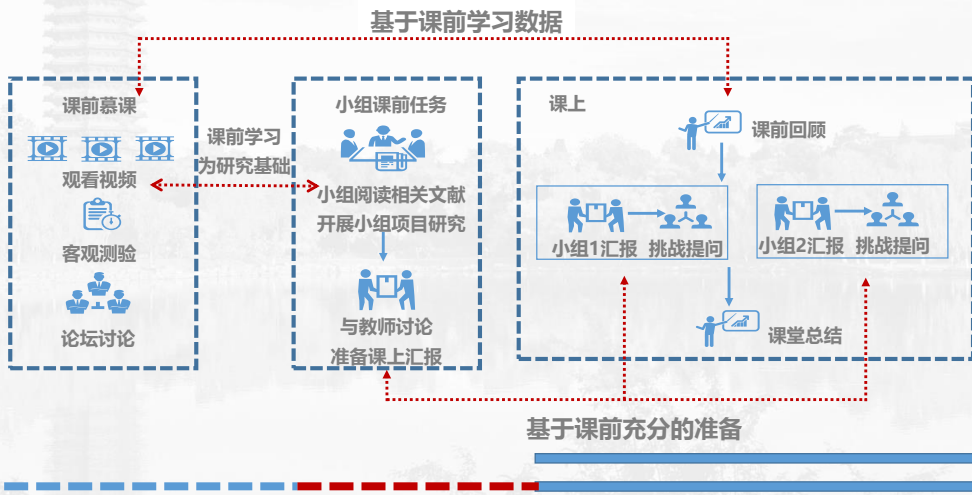 基于课前学习数据
课前慕课
观看视频
客观测验
论坛讨论
课前学习
为研究基础
小组课前任务
小组阅读相关文献
开展小组项目研究
与教师讨论
准备课上汇报
课上
课前回顾
小组1汇报 挑战提问
小组2汇报 挑战提问
课堂总结
基于课前充分的准备